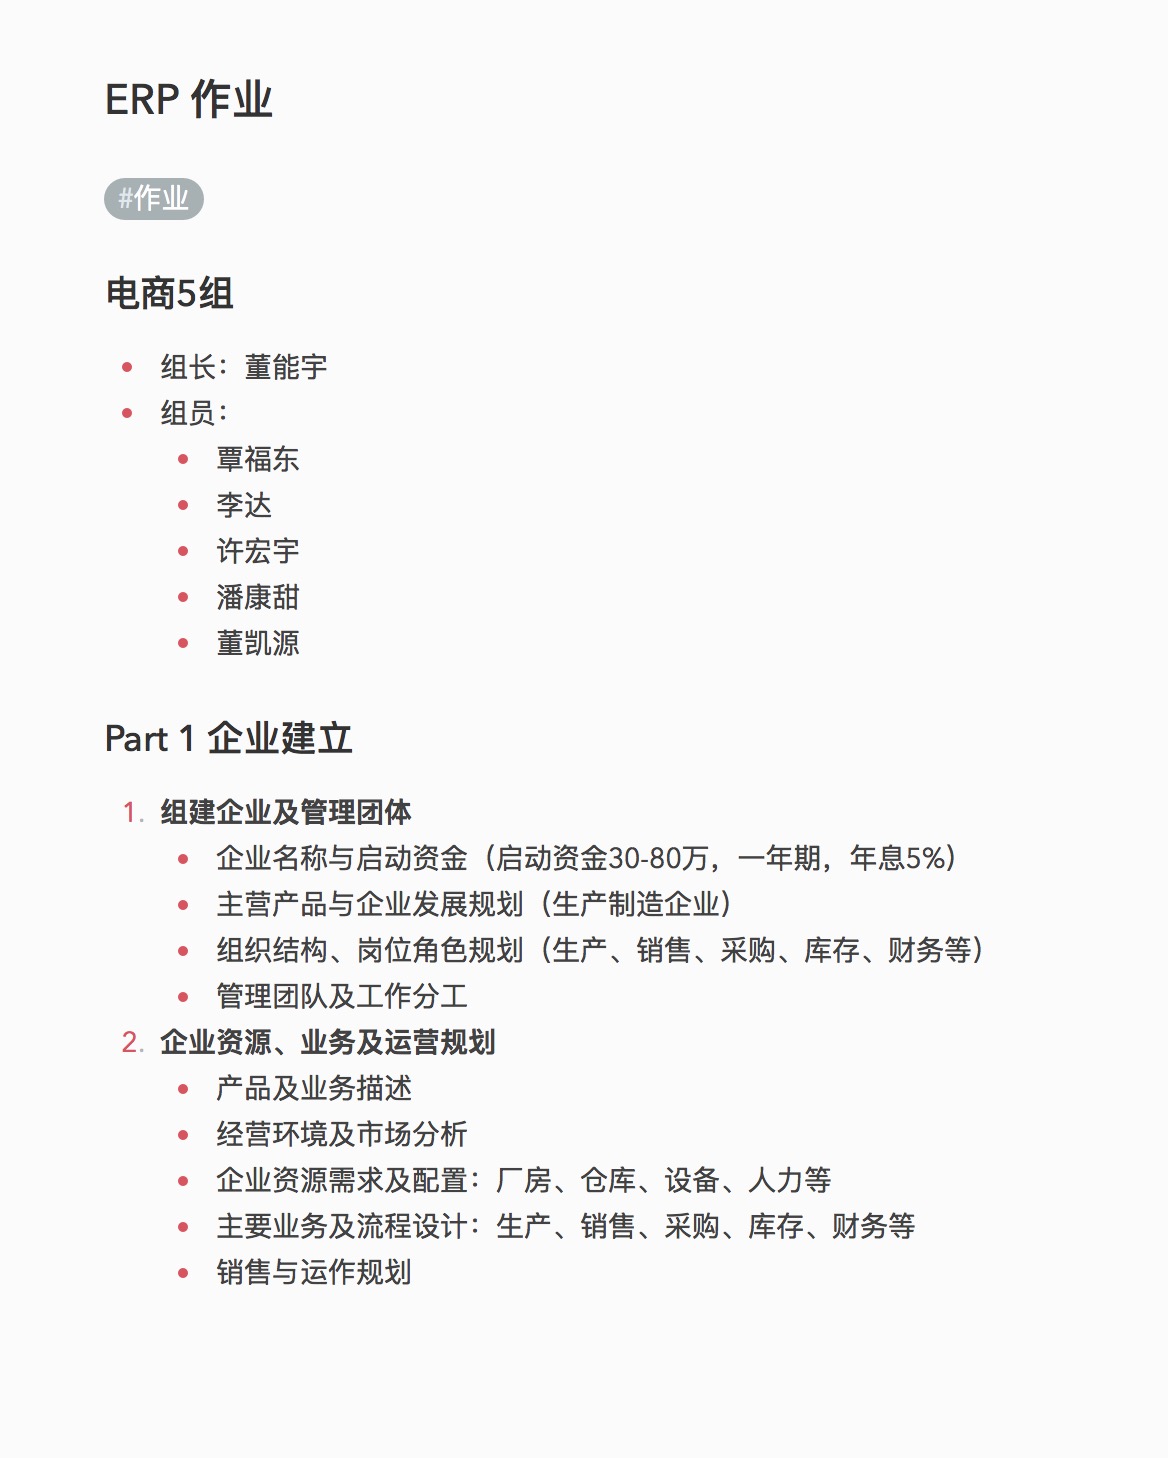 ERP 作业
#作业
电商5组
组长：董能宇
组员：
覃福东
李达
许宏宇
潘康甜
董凯源
Part 1 企业建立
1. 组建企业及管理团体
企业名称与启动资金（启动资金30-80万，一年期，年息5%）
主营产品与企业发展规划（生产制造企业）
组织结构、岗位角色规划（生产、销售、采购、库存、财务等）
管理团队及工作分工
2. 企业资源、业务及运营规划
产品及业务描述
经营环境及市场分析
企业资源需求及配置：厂房、仓库、设备、人力等
主要业务及流程设计：生产、销售、采购、库存、财务等
销售与运作规划